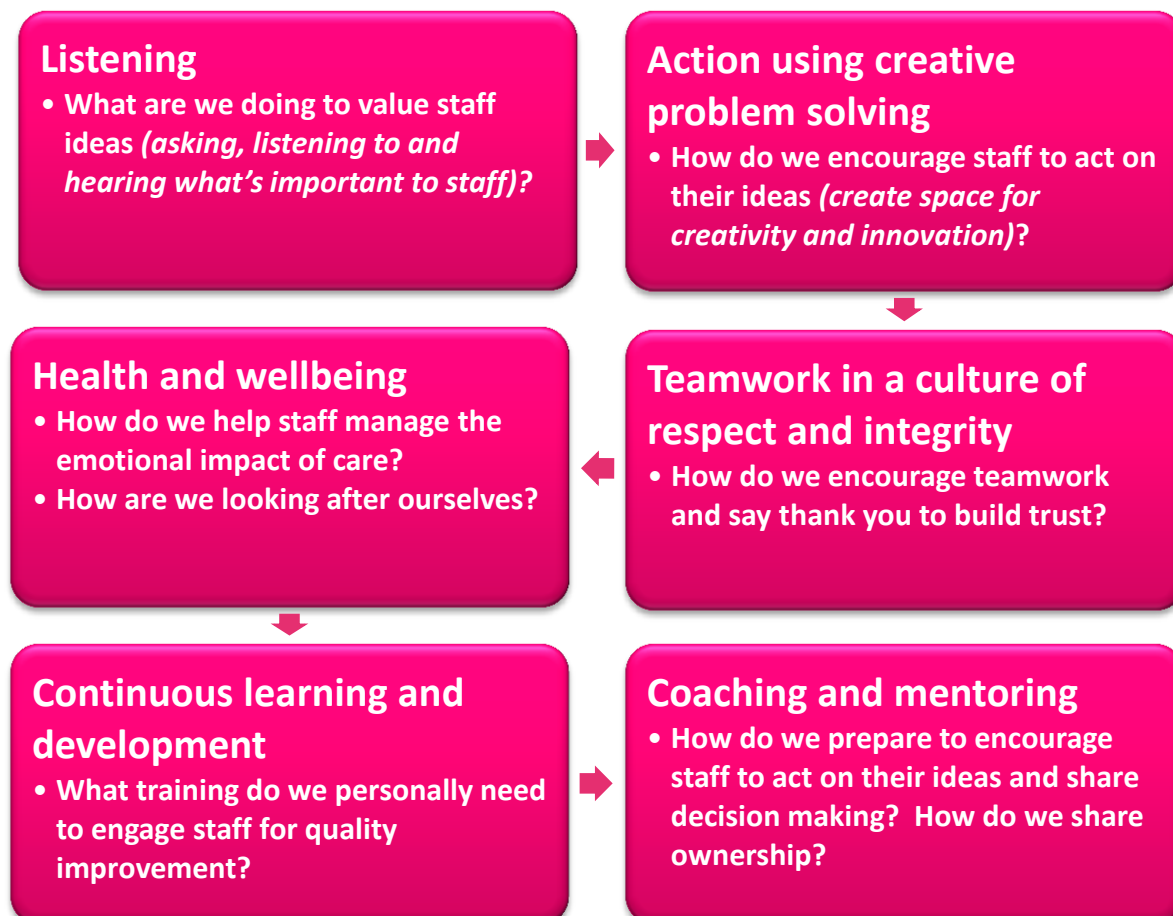 Listening
• What are we doing to value staff
ideas (asking, listening to and
hearing what's important to staff)?
Action using creative
problem solving
• How do we encourage staff to act on
their ideas (create space for
creativity and innovation)?
Teamwork in a culture of
respect and integrity
• How do we encourage teamwork
and say thank you to build trust?
Health and wellbeing
• How do we help staff manage the
emotional impact of care?
• How are we looking after ourselves?
Continuous learning and
development
• What training do we personally need
to engage staff for quality
improvement?
Coaching and mentoring
• How do we prepare to encourage
staff to act on their ideas and share
decision making?  How do we share
ownership?